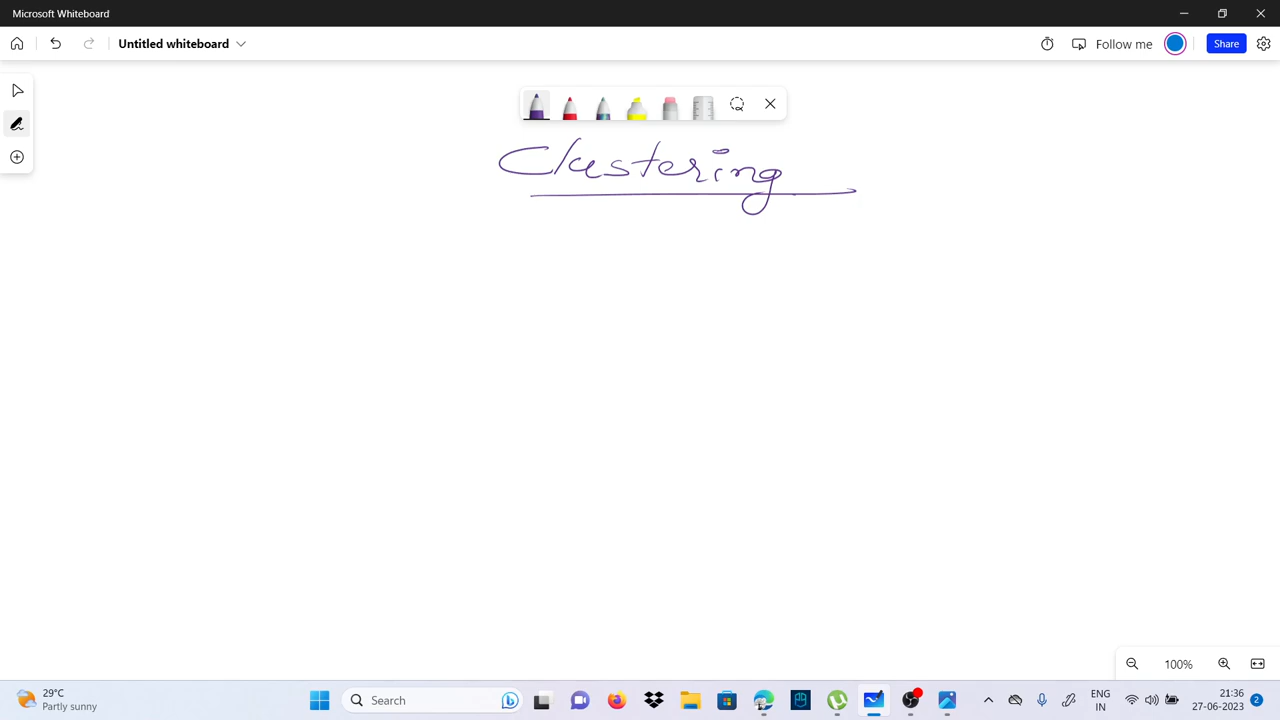 Microsoft Whiteboard
Untitled whiteboard
Follow me
Share
Clustering
100%
29°C
Partly sunny
Search
ENG
IN
21:36
27-06-2023
2